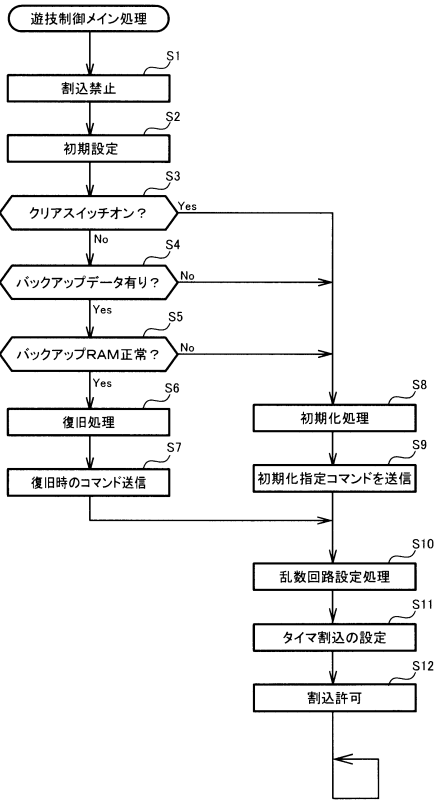 遊技制御メイン処理
S1
割込禁止
S2
初期設定
S3
クリアスイッチオン？
Yes
No
S4
バックアップデータ有り？
No
Yes
S5
バックアップRAM正常？
No
Yes
S6
復旧処理
S7
復旧時のコマンド送信
S8
初期化処理
S9
初期化指定コマンドを送信
S10
乱数回路設定処理
S11
タイマ割込の設定
S12
割込許可